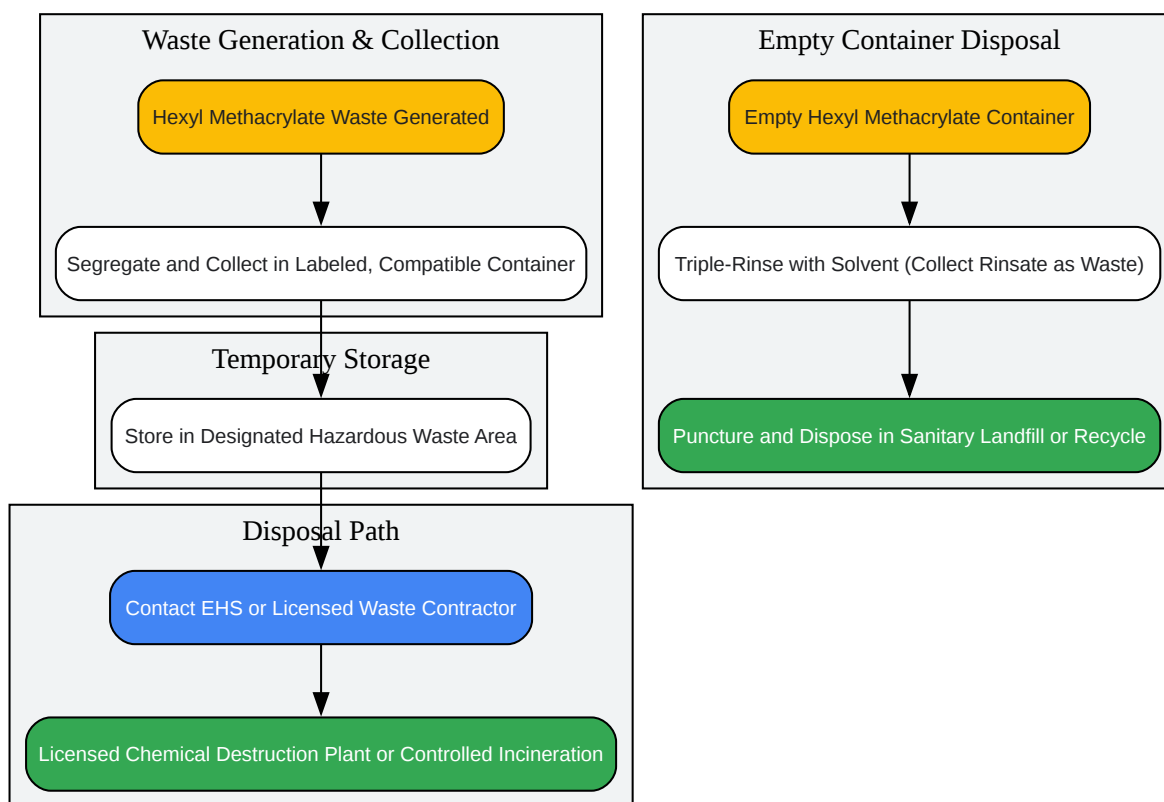 Waste Generation & Collection
Hexyl Methacrylate Waste Generated
Segregate and Collect in Labeled, Compatible Container
Temporary Storage
Store in Designated Hazardous Waste Area
Disposal Path
Contact EHS or Licensed Waste Contractor
Licensed Chemical Destruction Plant or Controlled Incineration
Empty Container Disposal
Empty Hexyl Methacrylate Container
Triple-Rinse with Solvent (Collect Rinsate as Waste)
Puncture and Dispose in Sanitary Landfill or Recycle